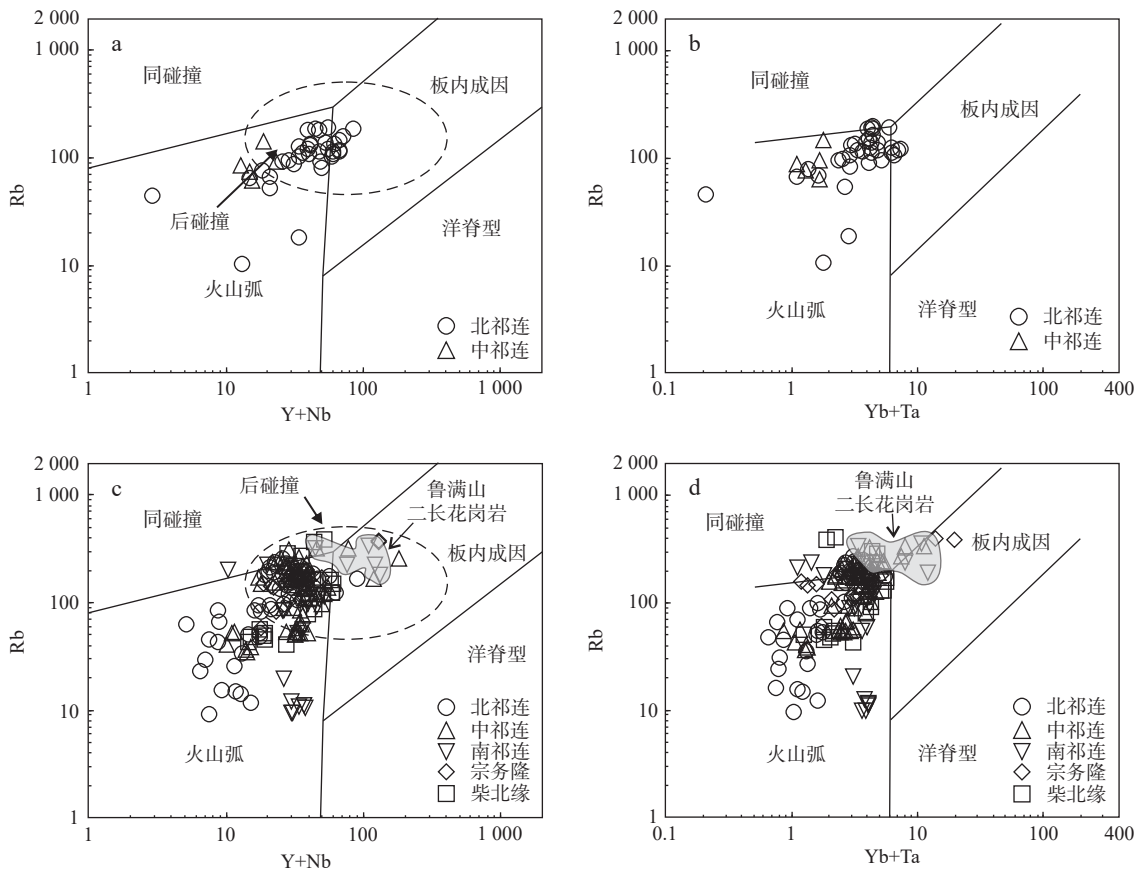 2 000
1 000
100
10
1
Rb
a
同碰撞
板内成因
后碰撞
洋脊型
火山弧
北祁连
中祁连
1
10
100
1 000
Y+Nb
2 000
1 000
100
10
1
Rb
b
同碰撞
板内成因
火山弧
洋脊型
北祁连
中祁连
0.1
1
10
100
400
Yb+Ta
2 000
1 000
100
10
1
Rb
c
后碰撞
鲁满山
二长花岗岩
同碰撞
板内成因
洋脊型
火山弧
北祁连
中祁连
南祁连
宗务隆
柴北缘
1
10
100
1 000
Y+Nb
2 000
1 000
100
10
1
Rb
d
鲁满山
二长花岗岩
同碰撞
板内成因
火山弧
洋脊型
北祁连
中祁连
南祁连
宗务隆
柴北缘
0.1
1
10
100
400
Yb+Ta